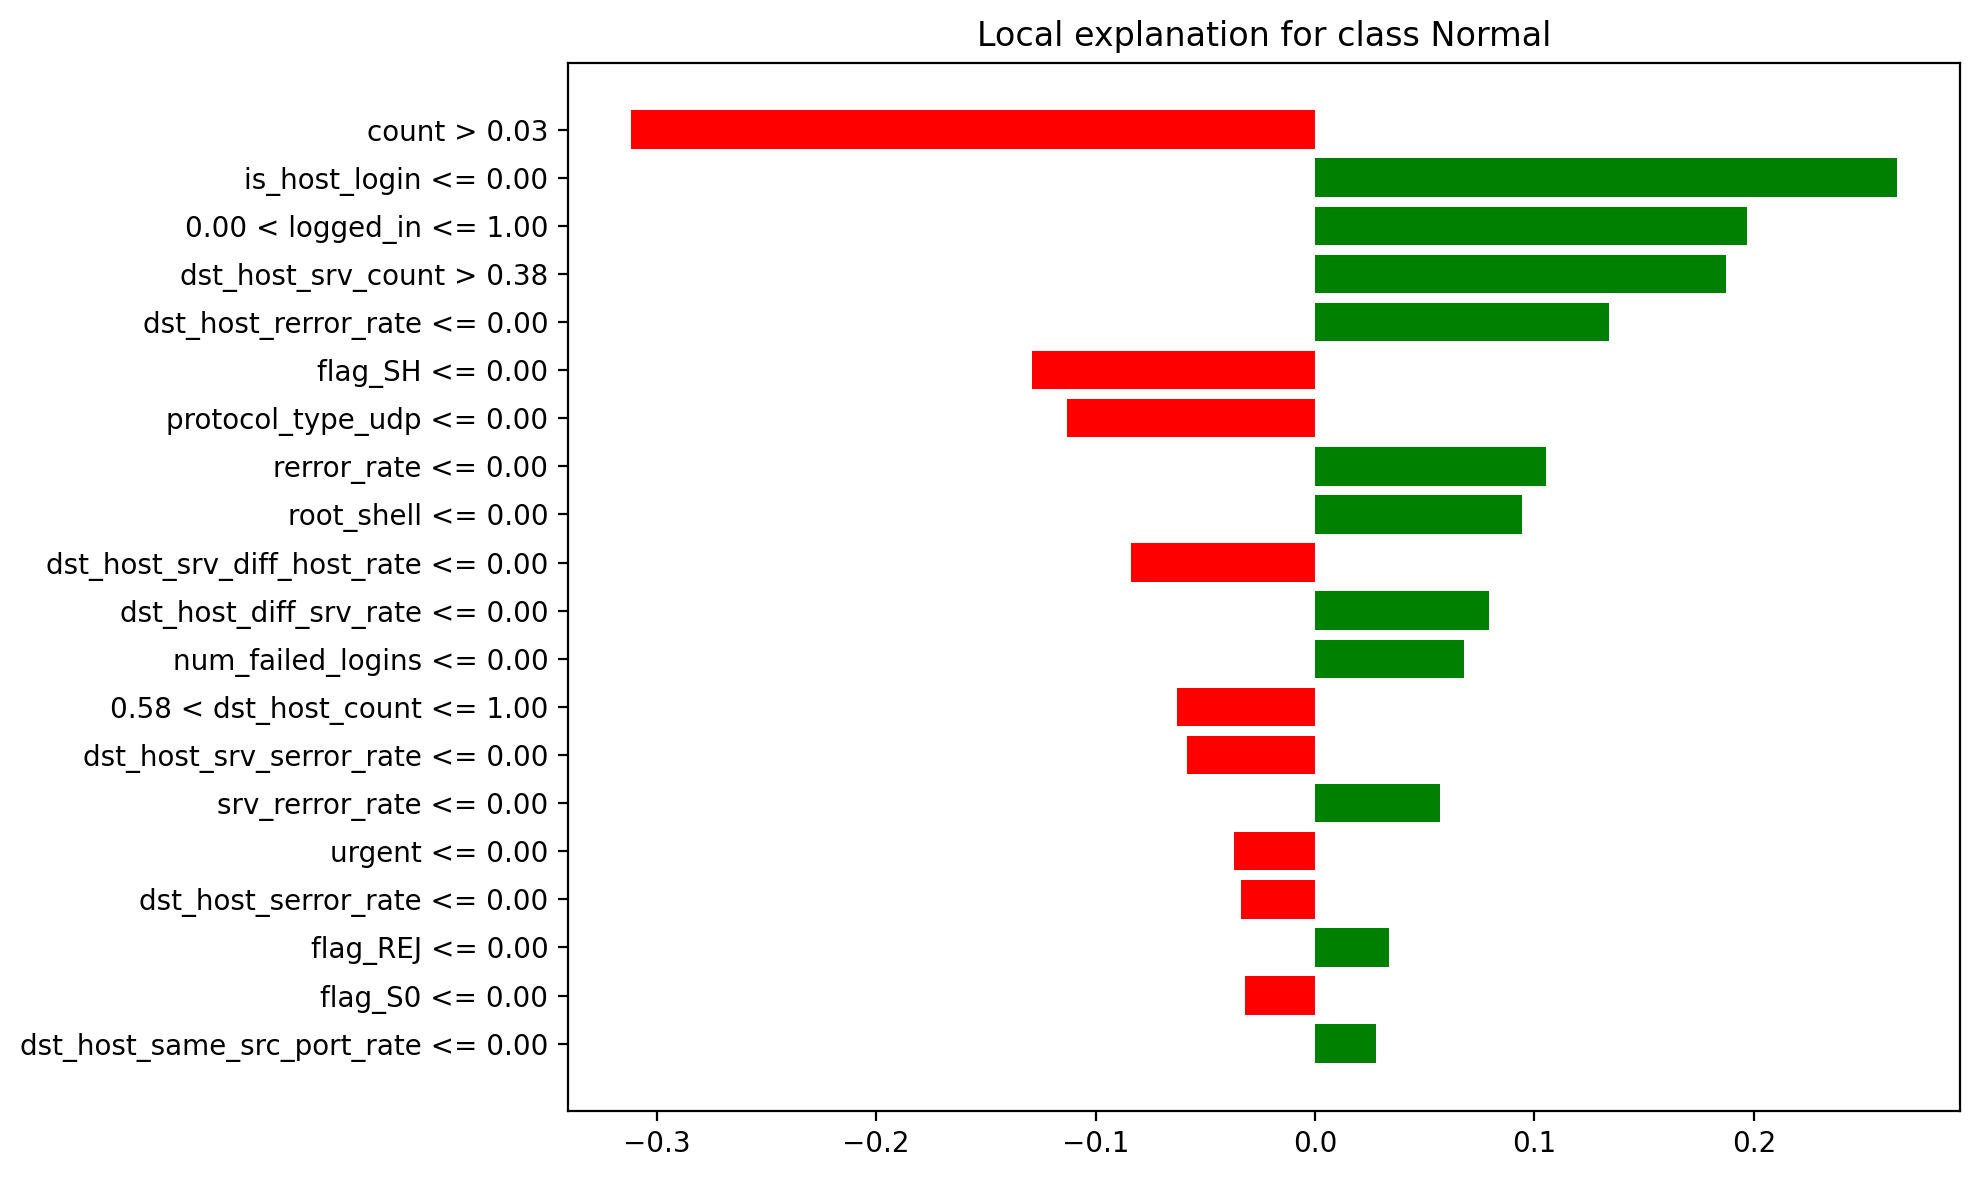 Local explanation for class Normal
count > 0.03
is_host_login <= 0.00
0.00 < logged_in <= 1.00
dst_host_srv_count > 0.38
dst_host_rerror_rate <= 0.00
flag_SH <= 0.00
protocol_type_udp <= 0.00
rerror_rate <= 0.00
root_shell <= 0.00
dst_host_srv_diff_host_rate <= 0.00
dst_host_diff_srv_rate <= 0.00
num_failed_logins <= 0.00
0.58 < dst_host_count <= 1.00
dst_host_srv_serror_rate <= 0.00
srv_rerror_rate <= 0.00
urgent <= 0.00
dst_host_serror_rate <= 0.00
flag_REJ <= 0.00
flag_S0 <= 0.00
dst_host_same_src_port_rate <= 0.00
−0.3 −0.2 −0.1 0.0 0.1 0.2